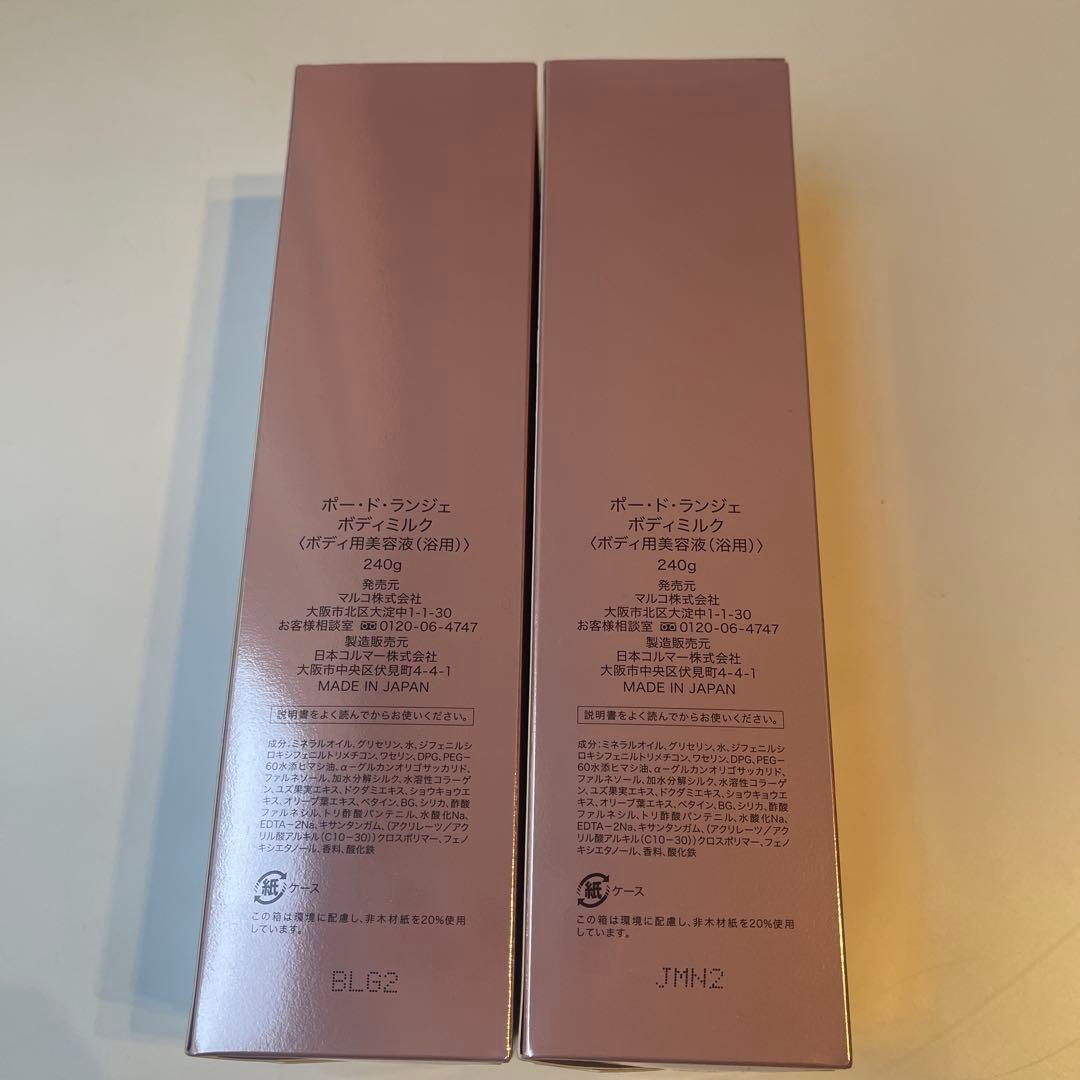 ポー・ド・ランジェ
ボディミルク
〈ボディ用美容液(浴用)〉
240g
発売元
マルコ株式会社
大阪市北区大淀中1-1-30
お客様相談室 0120-06-4747
製造販売元
日本コルマー株式会社
大阪市中央区伏見町4-4-1
MADE IN JAPAN
説明書をよく読んでからお使いください。
成分:ミネラルオイル、グリセリン、水、ジフェニルシ
ロキシフェニルトリメチコン、ワセリン、DPG、PEG-
60水添ヒマシ油、α-グルカンオリゴサッカリド、
ファルネソール、加水分解シルク、水溶性コラーゲ
ン、ユズ果実エキス、ドクダミエキス、ショウキョウエ
キス、オリーブ葉エキス、ベタイン、BG、シリカ、酢酸
ファルネシル、トリ酢酸パンテニル、水酸化Na、
EDTA-2Na、キサンタンガム、(アクリレーツ/アク
リル酸アルキル(C10-30))クロスポリマー、フェノ
キシエタノール、香料、酸化鉄
紙 ケース
この箱は環境に配慮し、非木材紙を20%使用
しています。
BLG2
ポー・ド・ランジェ
ボディミルク
〈ボディ用美容液(浴用)〉
240g
発売元
マルコ株式会社
大阪市北区大淀中1-1-30
お客様相談室 0120-06-4747
製造販売元
日本コルマー株式会社
大阪市中央区伏見町4-4-1
MADE IN JAPAN
説明書をよく読んでからお使いください。
成分:ミネラルオイル、グリセリン、水、ジフェニルシ
ロキシフェニルトリメチコン、ワセリン、DPG、PEG-
60水添ヒマシ油、α-グルカンオリゴサッカリド、
ファルネソール、加水分解シルク、水溶性コラーゲ
ン、ユズ果実エキス、ドクダミエキス、ショウキョウエ
キス、オリーブ葉エキス、ベタイン、BG、シリカ、酢酸
ファルネシル、トリ酢酸パンテニル、水酸化Na、
EDTA-2Na、キサンタンガム、(アクリレーツ/アク
リル酸アルキル(C10-30))クロスポリマー、フェノ
キシエタノール、香料、酸化鉄
紙 ケース
この箱は環境に配慮し、非木材紙を20%使用
しています。
JMN2